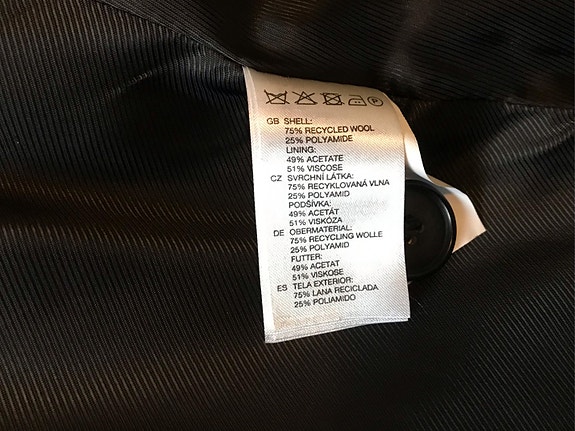 GB SHELL:
75% RECYCLED WOOL
25% POLYAMIDE
LINING:
49% ACETATE
51% VISCOSE
CZ SVRCHNÍ LÁTKA:
75% RECYKLOVANÁ VLNA
25% POLYAMID
PODŠÍVKA:
49% ACETÁT
51% VISKÓZA
DE OBERMATERIAL:
75% RECYCLING WOLLE
25% POLYAMID
FUTTER:
49% ACETAT
51% VISKOSE
ES TELA EXTERIOR:
75% LANA RECICLADA
25% POLIAMIDO